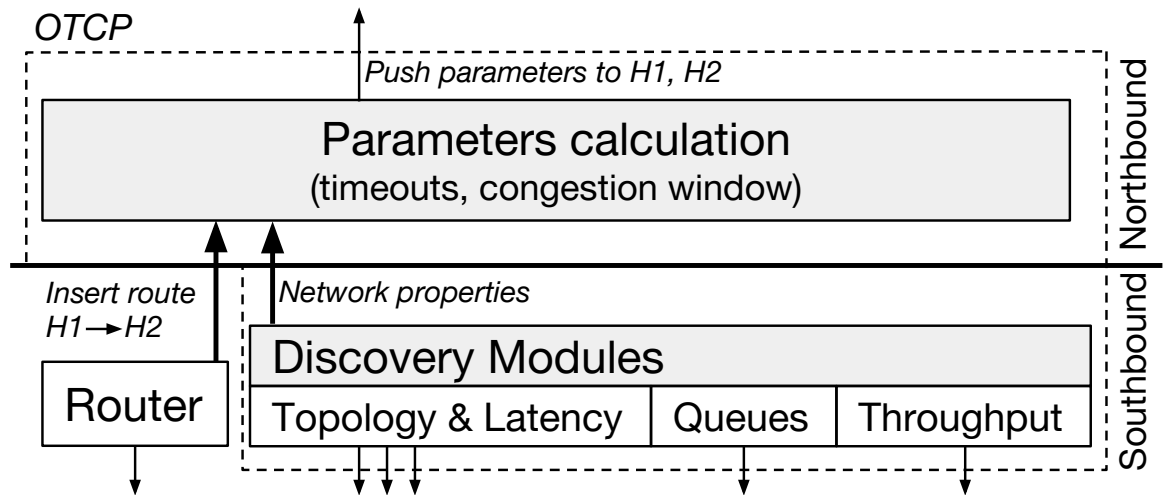 OTCP
Push parameters to H1, H2
Parameters calculation
(timeouts, congestion window)
Northbound
Insert route
H1→H2
Network properties
Discovery Modules
Router
Topology & Latency
Queues
Throughput
Southbound